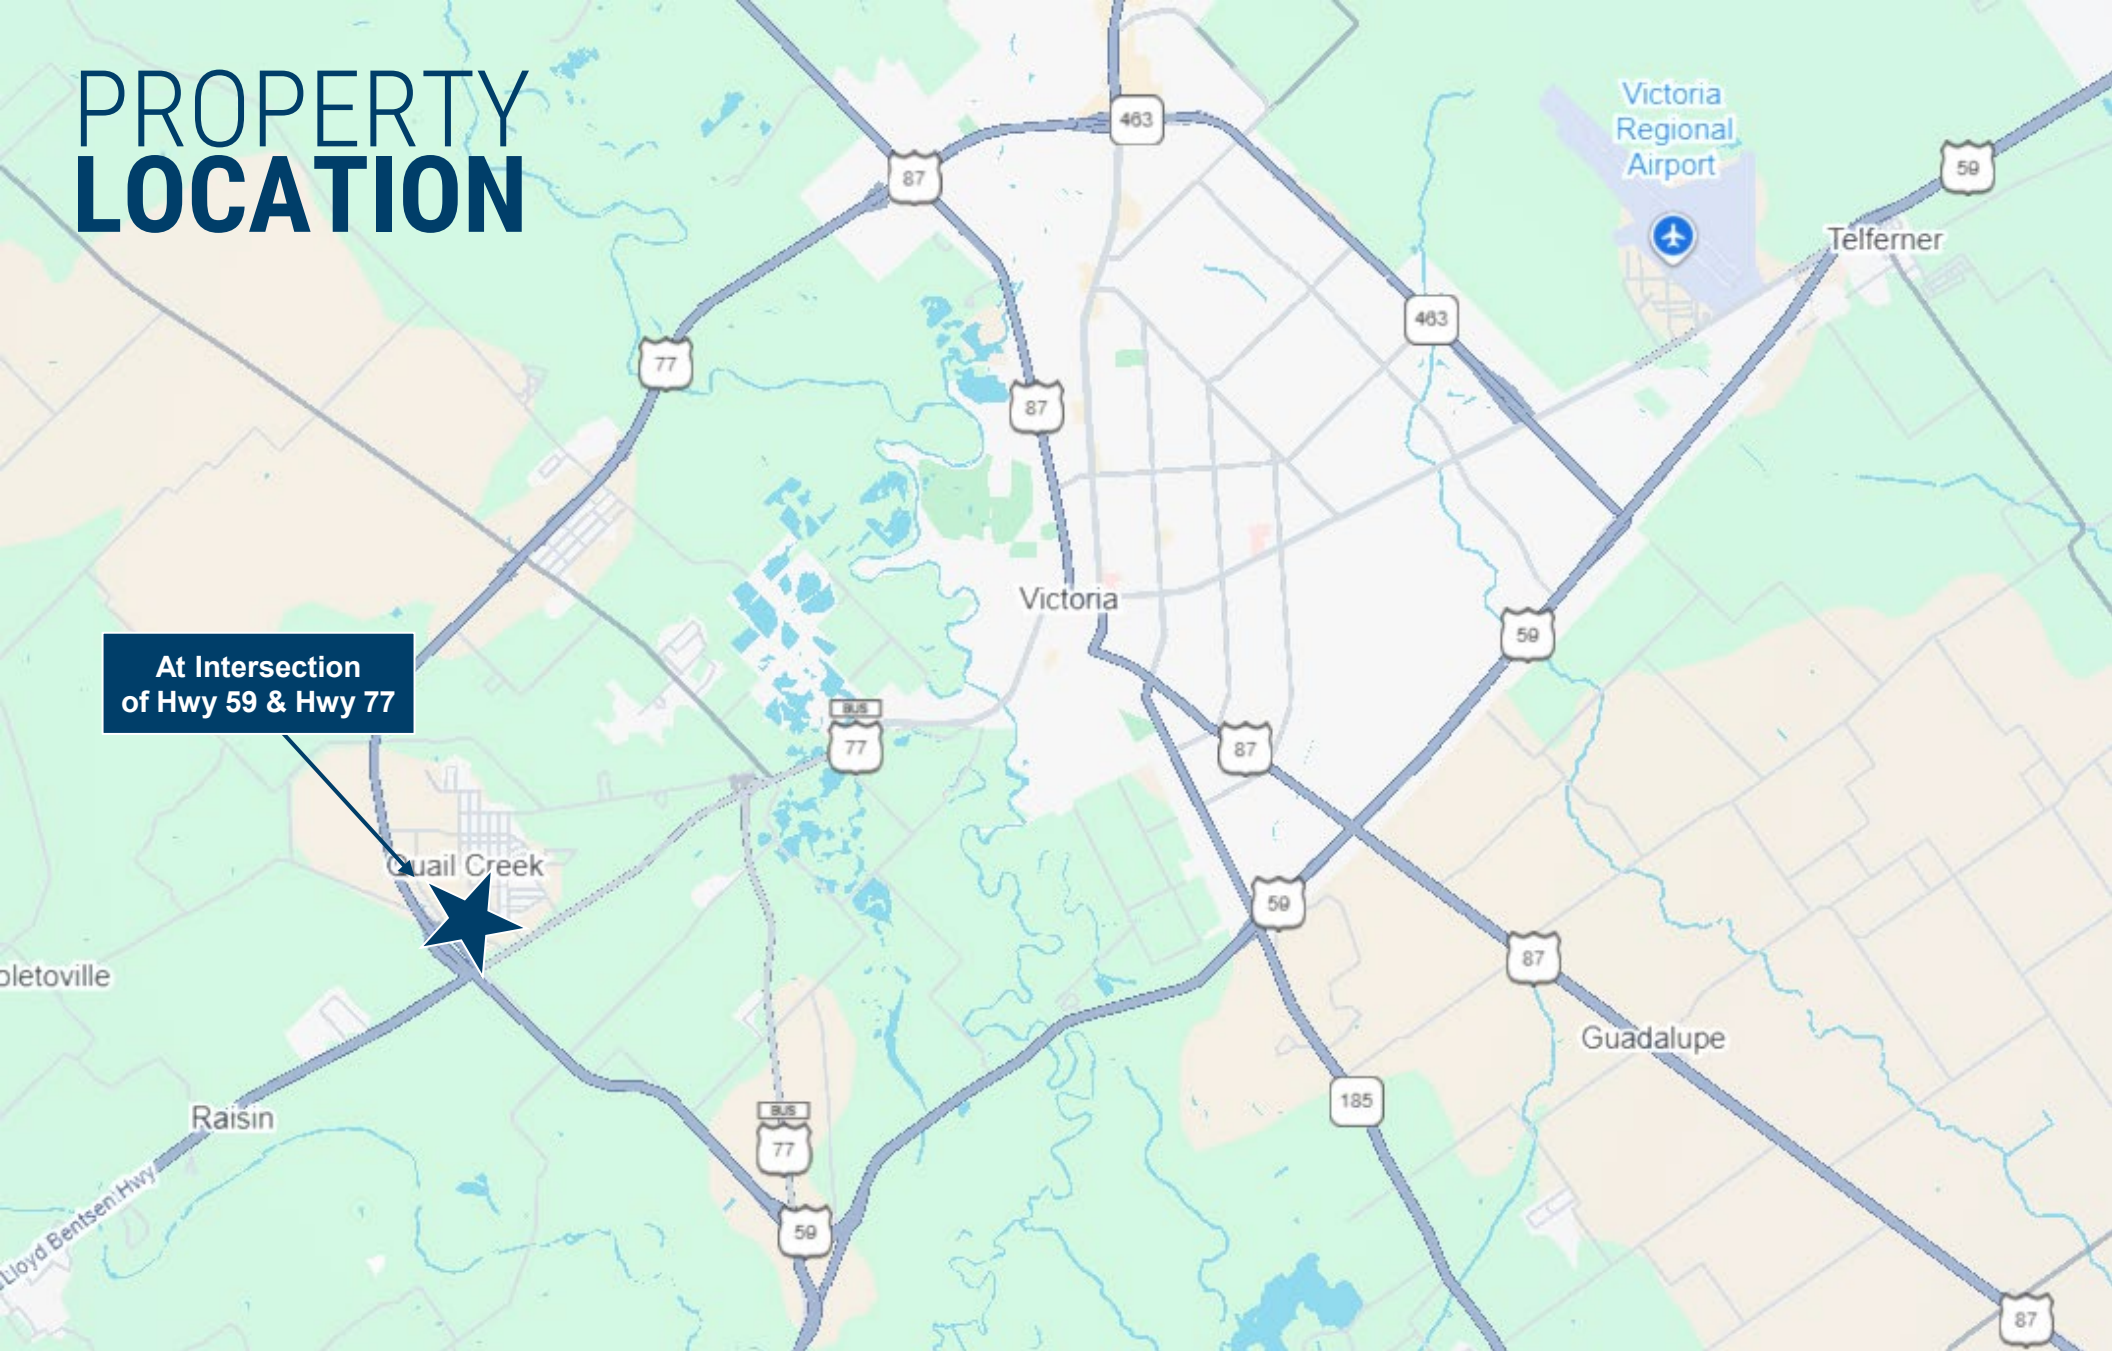 PROPERTY
LOCATION
463
Victoria
Regional
Airport
59
87
Telferner
463
77
87
Victoria
59
At Intersection
of Hwy 59 & Hwy 77
BUS
77
87
Quail Creek
59
87
oletoville
Guadalupe
185
Raisin
BUS
77
Lloyd Bentsen Hwy
59
87